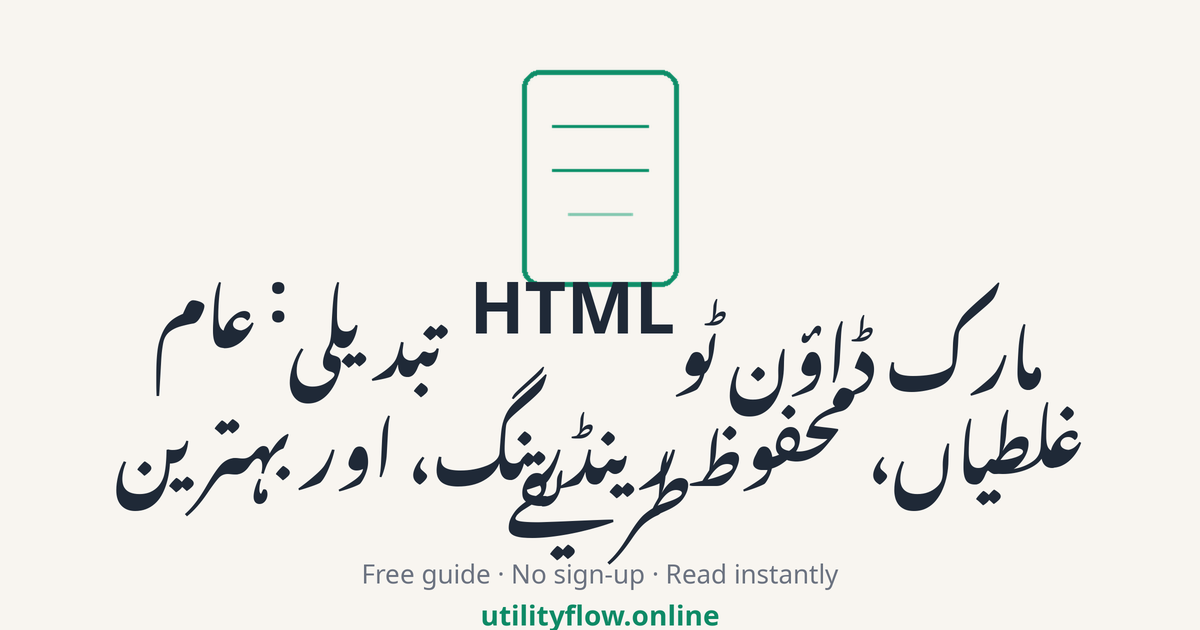 مارک ڈاؤن ٹو HTML تبدیلی: عام
غلطیاں، محفوظ رینڈرنگ، اور بہترین
طریقے
Free guide · No sign-up · Read instantly
utilityflow.online